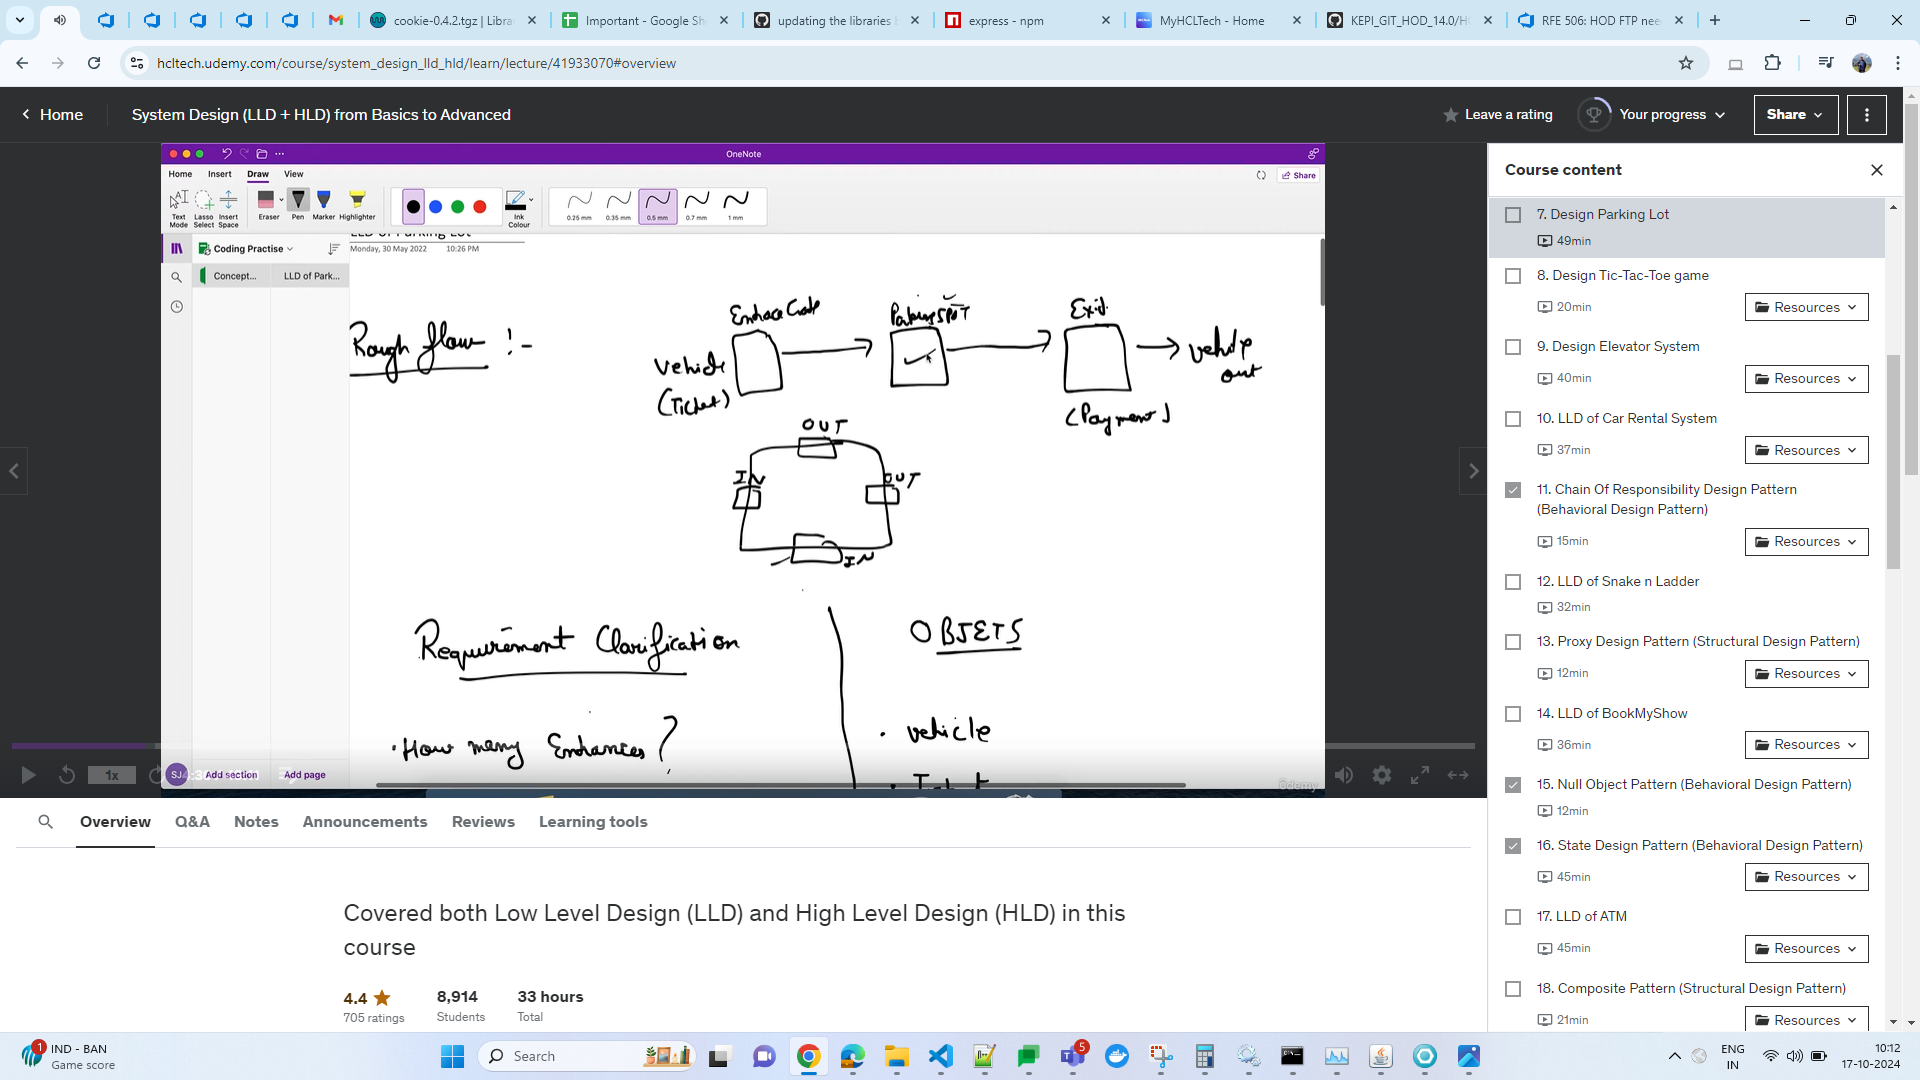 cookie-0.4.2.tgz | Libra
Important - Google Sh
updating the libraries
express - npm
MyHCLTech - Home
KEPI_GIT_HOD_14.0/H
RFE 506: HOD FTP nee
hcltech.udemy.com/course/system_design_lld_hld/learn/lecture/41933070#overview
Home
System Design (LLD + HLD) from Basics to Advanced
Leave a rating
Your progress
Share
OneNote
Home Insert Draw View
Share
Text Mode
Lasso Select
Insert Space
Eraser
Pen
Marker
Highlighter
Ink Colour
0.25 mm
0.35 mm
0.5 mm
0.7 mm
1 mm
LLD of Parking Lot
Monday, 30 May 2022 10:26 PM
Coding Practise
Concept...
LLD of Park...
Rough flow :-
Vehicle
(Ticket)
Exit
(Payment)
vehicle
out
OUT
IN
OUT
IN
Requirement Clarification
OBJETS
. vehicle
SJ
Add section
Add page
1x
Udemy
Course content
7. Design Parking Lot
49min
8. Design Tic-Tac-Toe game
20min
Resources
9. Design Elevator System
40min
Resources
10. LLD of Car Rental System
37min
Resources
11. Chain Of Responsibility Design Pattern
(Behavioral Design Pattern)
15min
Resources
12. LLD of Snake n Ladder
32min
13. Proxy Design Pattern (Structural Design Pattern)
12min
Resources
14. LLD of BookMyShow
36min
Resources
15. Null Object Pattern (Behavioral Design Pattern)
12min
16. State Design Pattern (Behavioral Design Pattern)
45min
Resources
17. LLD of ATM
45min
Resources
18. Composite Pattern (Structural Design Pattern)
21min
Resources
Overview
Q&A
Notes
Announcements
Reviews
Learning tools
Covered both Low Level Design (LLD) and High Level Design (HLD) in this
course
4.4
705 ratings
8,914
Students
33 hours
Total
1
IND - BAN
Game score
Search
5
ENG
IN
10:12
17-10-2024